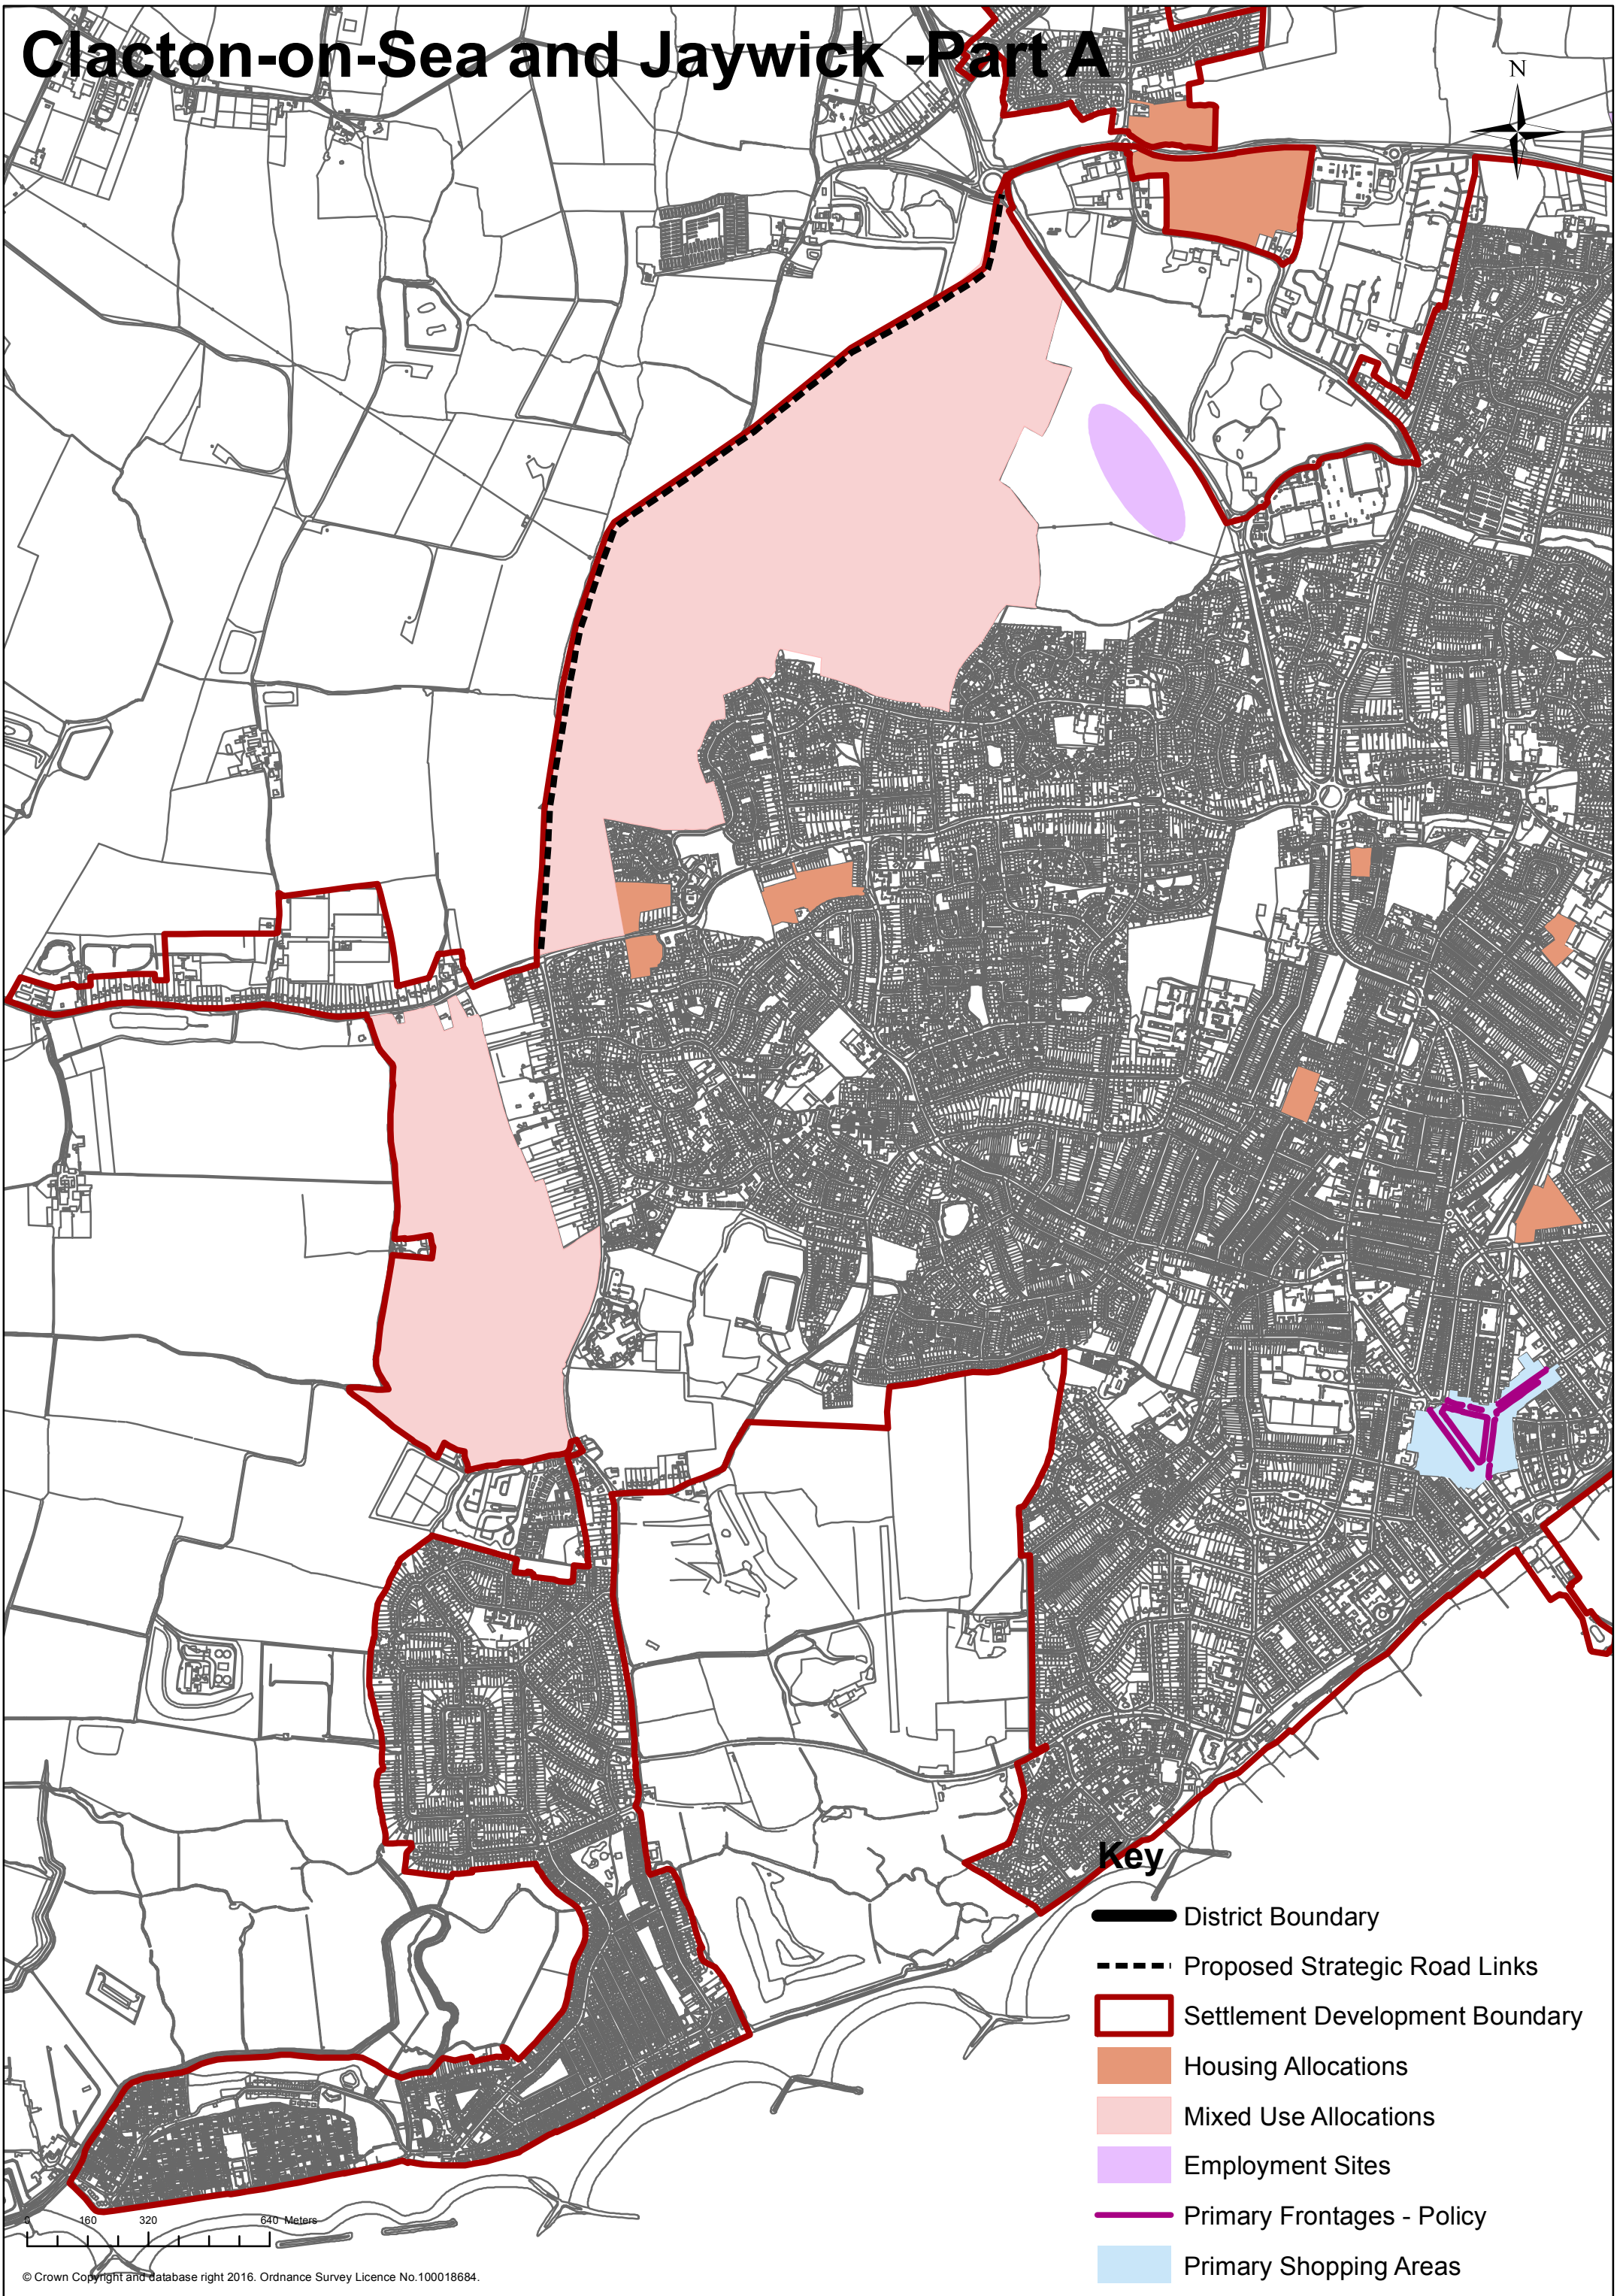 Clacton-on-Sea and Jaywick -Part A
N
Key
District Boundary
Proposed Strategic Road Links
Settlement Development Boundary
Housing Allocations
Mixed Use Allocations
Employment Sites
Primary Frontages - Policy
Primary Shopping Areas
0 160 320 640 Meters
© Crown Copyright and database right 2016. Ordnance Survey Licence No.100018684.